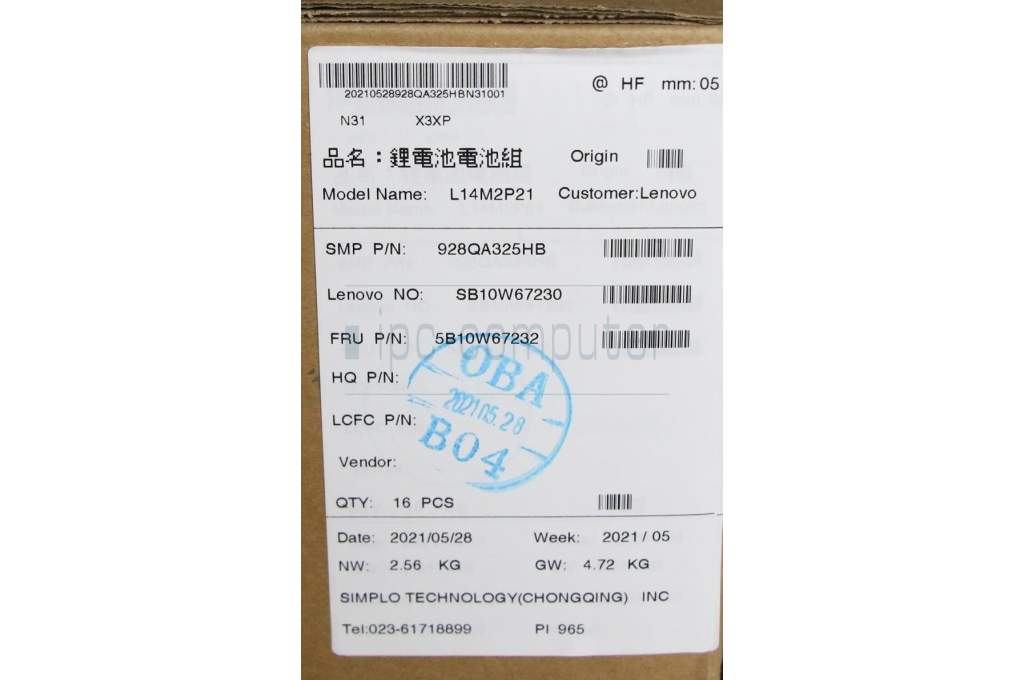 20210528928QA325HBN31001
@ HF mm: 05
N31 X3XP
品名：鋰電池電池組 Origin
Model Name: L14M2P21 Customer:Lenovo
SMP P/N: 928QA325HB
Lenovo NO: SB10W67230
FRU P/N: 5B10W67232
ipc-computer
HQ P/N:
OBA
2021.05.28
B04
LCFC P/N:
Vendor:
QTY: 16 PCS
Date: 2021/05/28 Week: 2021 / 05
NW: 2.56 KG GW: 4.72 KG
SIMPLO TECHNOLOGY(CHONGQING) INC
Tel:023-61718899 PI 965